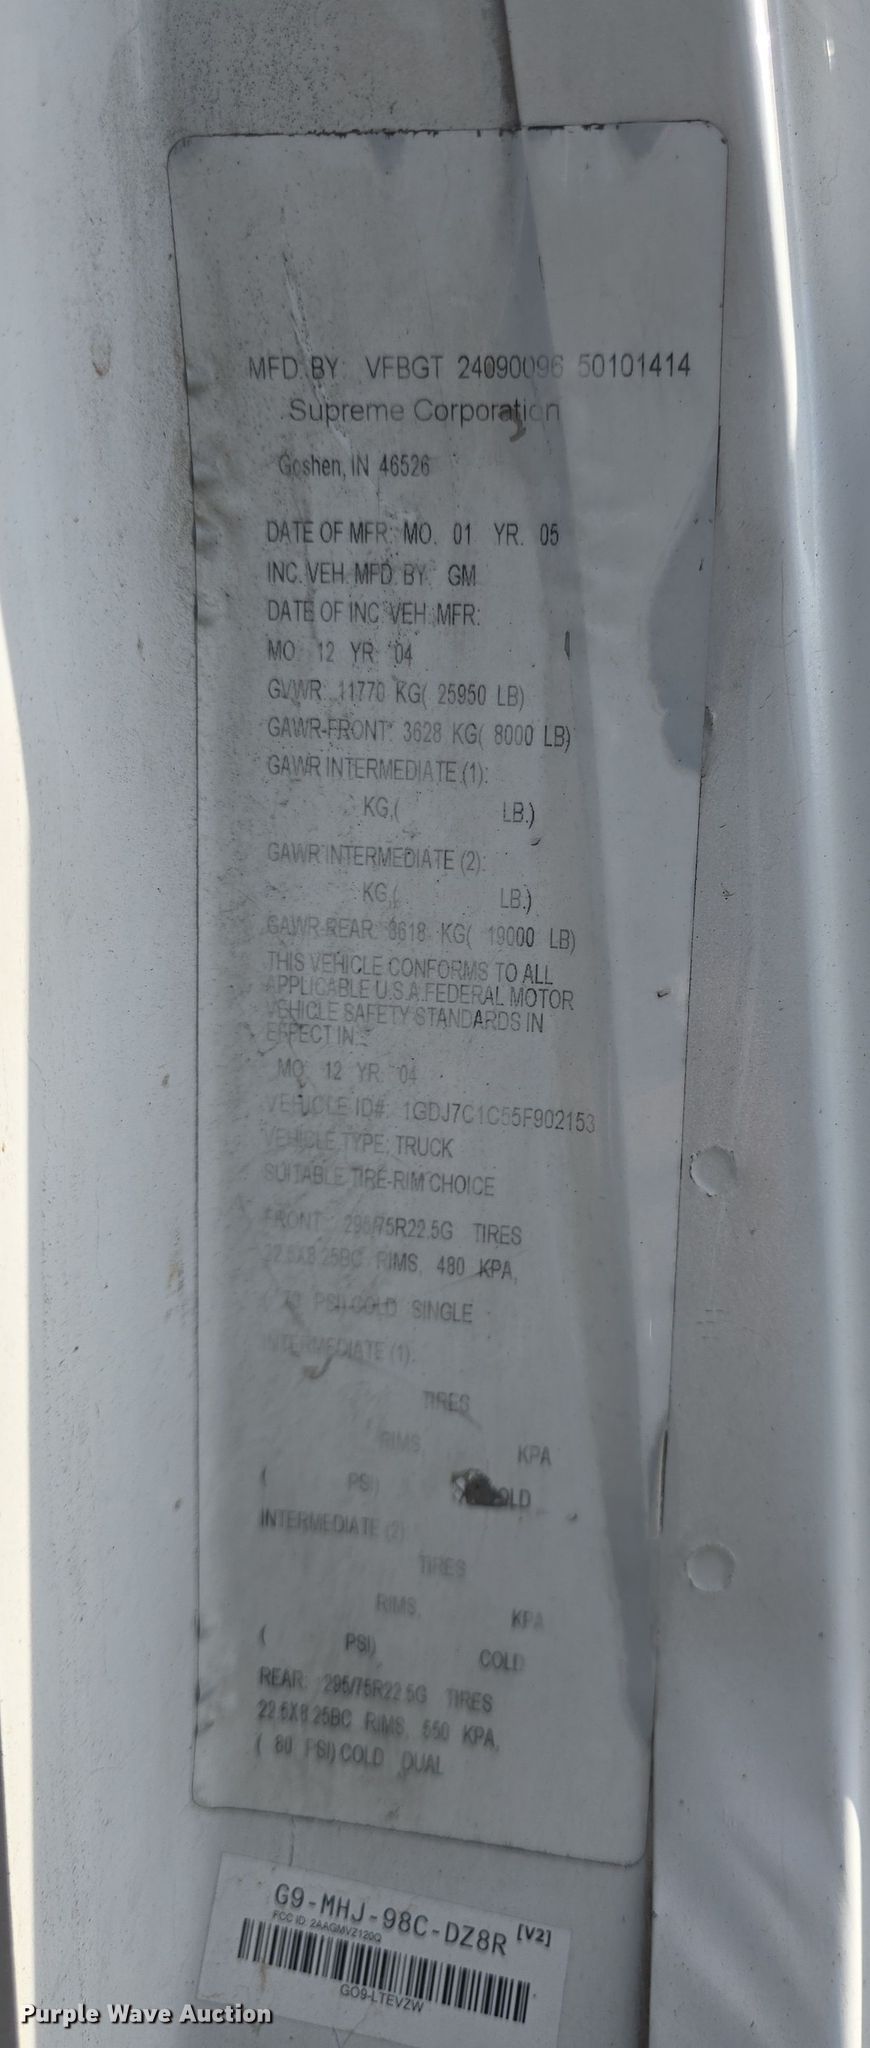 MFD. BY: VFBGT 24090096 50101414
Supreme Corporation
Goshen, IN 46526
DATE OF MFR: MO. 01 YR. 05
INC. VEH. MFD. BY: GM
DATE OF INC. VEH. MFR:
MO. 12 YR. '04
GVWR: 11770 KG( 25950 LB)
GAWR-FRONT: 3628 KG( 8000 LB)
GAWR INTERMEDIATE (1):
KG,( LB.)
GAWR INTERMEDIATE (2):
KG,( LB.)
GAWR-REAR: 8618 KG( 19000 LB)
THIS VEHICLE CONFORMS TO ALL
APPLICABLE U.S.A.FEDERAL MOTOR
VEHICLE SAFETY STANDARDS IN
EFFECT IN:
MO. 12 YR. '04
VEHICLE ID#: 1GDJ7C1C55F902153
VEHICLE TYPE: TRUCK
SUITABLE TIRE-RIM CHOICE
FRONT: 295/75R22.5G TIRES
22.5X8.25BC RIMS, 480 KPA,
( 70 PSI) COLD SINGLE
INTERMEDIATE (1):
TIRES
RIMS, KPA
( PSI) COLD
INTERMEDIATE (2):
TIRES
RIMS, KPA
( PSI) COLD
REAR: 295/75R22.5G TIRES
22.5X8.25BC RIMS, 550 KPA,
( 80 PSI) COLD DUAL
G9-MHJ-98C-DZ8R [V2]
FCC ID 2AAGMVZ120Q
GO9-LTEVZW
Purple Wave Auction